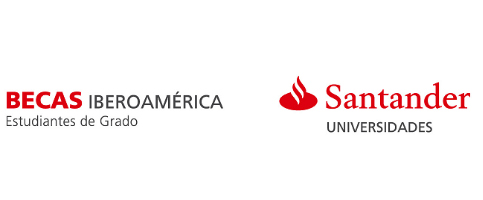 BECAS IBEROAMÉRICA
Estudiantes de Grado
Santander
UNIVERSIDADES